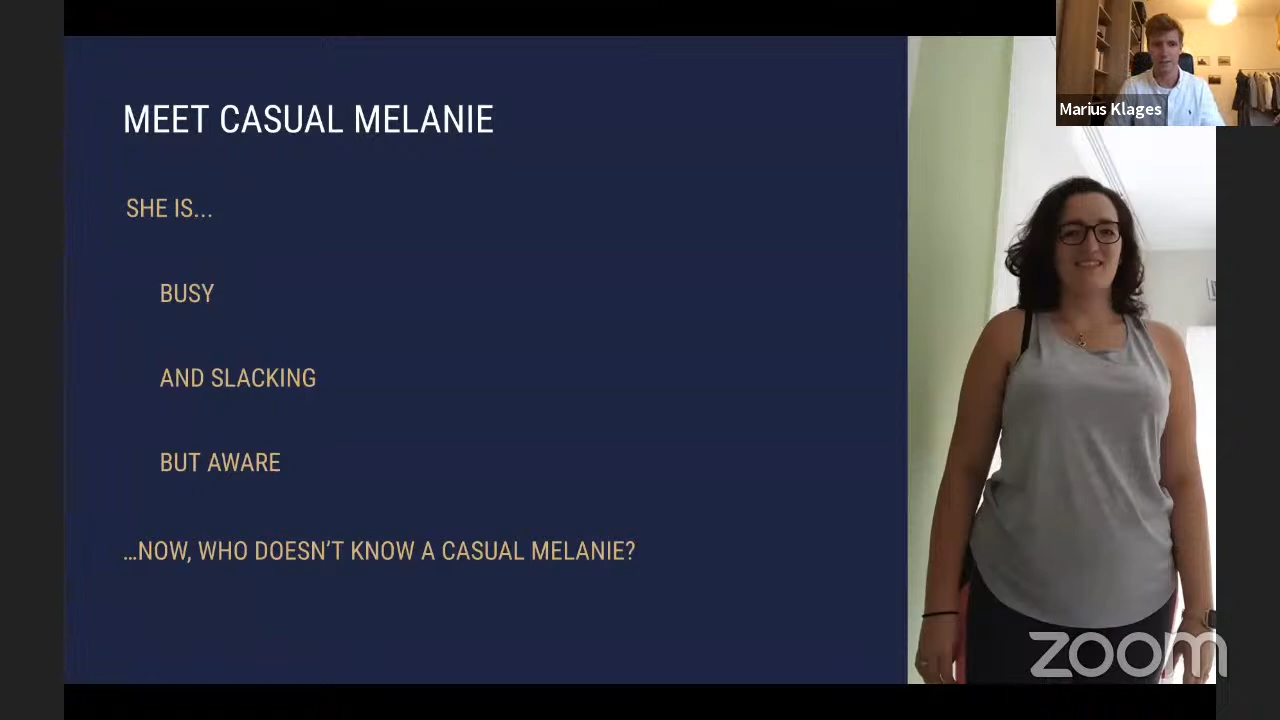 MEET CASUAL MELANIE
SHE IS...
BUSY
AND SLACKING
BUT AWARE
...NOW, WHO DOESN’T KNOW A CASUAL MELANIE?
Marius Klages
zoom